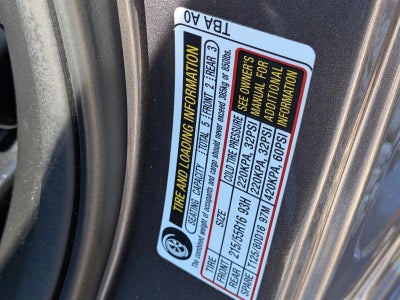 TBA A0
TIRE AND LOADING INFORMATION
SEATING CAPACITY TOTAL 5 : FRONT 2 : REAR 3
The combined weight of occupants and cargo should never exceed 385kg or 850lbs.
TIRE SIZE COLD TIRE PRESSURE
FRONT 215/55R16 93H 220KPA, 32PSI
REAR 220KPA, 32PSI
SPARE T125/80D16 97M 420KPA, 60PSI
SEE OWNER'S
MANUAL FOR
ADDITIONAL
INFORMATION